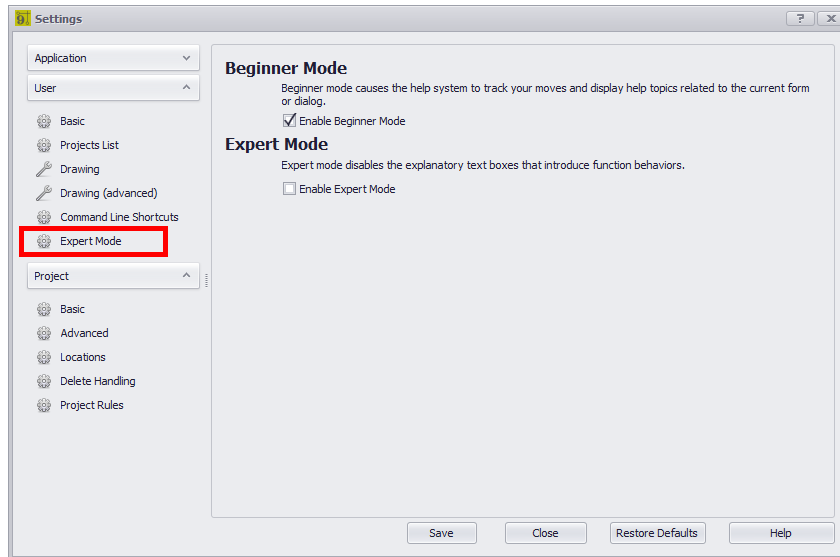 Settings
Application
User
Basic
Projects List
Drawing
Drawing (advanced)
Command Line Shortcuts
Expert Mode
Project
Basic
Advanced
Locations
Delete Handling
Project Rules
Beginner Mode
Beginner mode causes the help system to track your moves and display help topics related to the current form
or dialog.
Enable Beginner Mode
Expert Mode
Expert mode disables the explanatory text boxes that introduce function behaviors.
Enable Expert Mode
Save
Close
Restore Defaults
Help